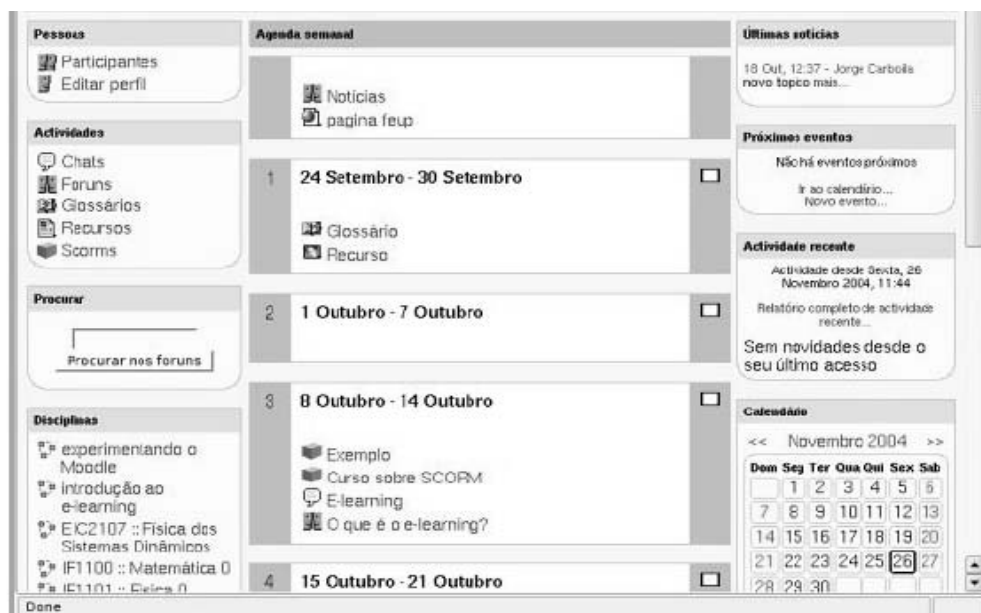 Pessoas
Participantes
Editar perfil
Actividades
Chats
Foruns
Glossários
Recursos
Scorms
Procurar
Procurar nos foruns
Disciplinas
experimentando o
Moodle
introdução ao
e-learning
EIC2107 :: Física dos
Sistemas Dinâmicos
IF1100 :: Matemática 0
IF1101 :: Física 0
Agenda semanal
Notícias
pagina feup
1 24 Setembro - 30 Setembro
Glossário
Recurso
2 1 Outubro - 7 Outubro
3 8 Outubro - 14 Outubro
Exemplo
Curso sobre SCORM
E-learning
O que é o e-learning?
4 15 Outubro - 21 Outubro
Últimas notícias
18 Out, 12:37 - Jorge Carboila
novo topico mais...
Próximos eventos
Não há eventos próximos
Ir ao calendário...
Novo evento...
Actividade recente
Actividade desde Sexta, 26
Novembro 2004, 11:44
Relatório completo de actividade
recente...
Sem novidades desde o
seu último acesso
Calendário
<< Novembro 2004 >>
Dom Seg Ter Qua Qui Sex Sab
1 2 3 4 5 6
7 8 9 10 11 12 13
14 15 16 17 18 19 20
21 22 23 24 25 26 27
28 29 30
Done